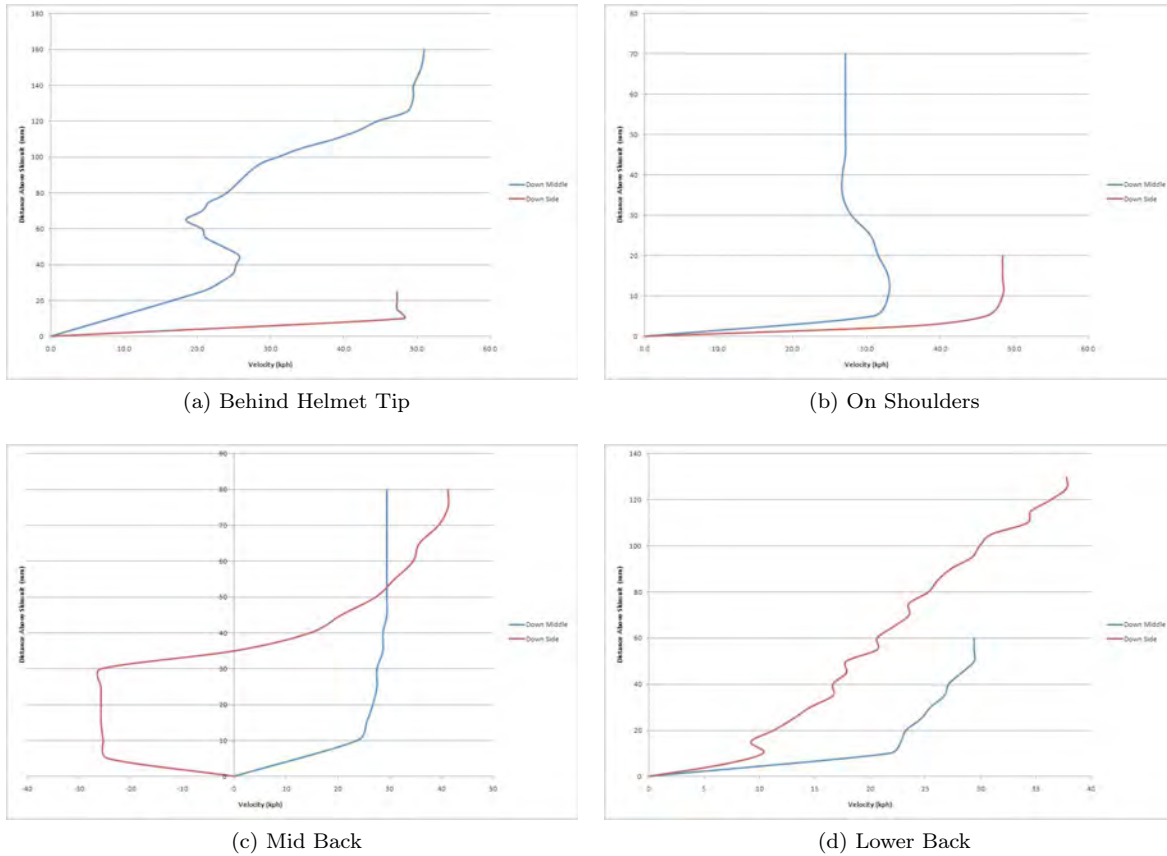 180
160
140
120
100
80
60
40
20
0
Distance Above Skinsuit (mm)
0.0 10.0 20.0 30.0 40.0 50.0 60.0
Velocity (kph)
Down Middle
Down Side
(a) Behind Helmet Tip
80
70
60
50
40
30
20
10
0
Distance Above Skinsuit (mm)
0.0 10.0 20.0 30.0 40.0 50.0 60.0
Velocity (kph)
Down Middle
Down Side
(b) On Shoulders
90
80
70
60
50
40
30
20
10
0
Distance Above Skinsuit (mm)
-40 -30 -20 -10 0 10 20 30 40 50
Velocity (kph)
Down Middle
Down Side
(c) Mid Back
140
120
100
80
60
40
20
0
Distance Above Skinsuit (mm)
0 5 10 15 20 25 30 35 40
Velocity (kph)
Down Middle
Down Side
(d) Lower Back